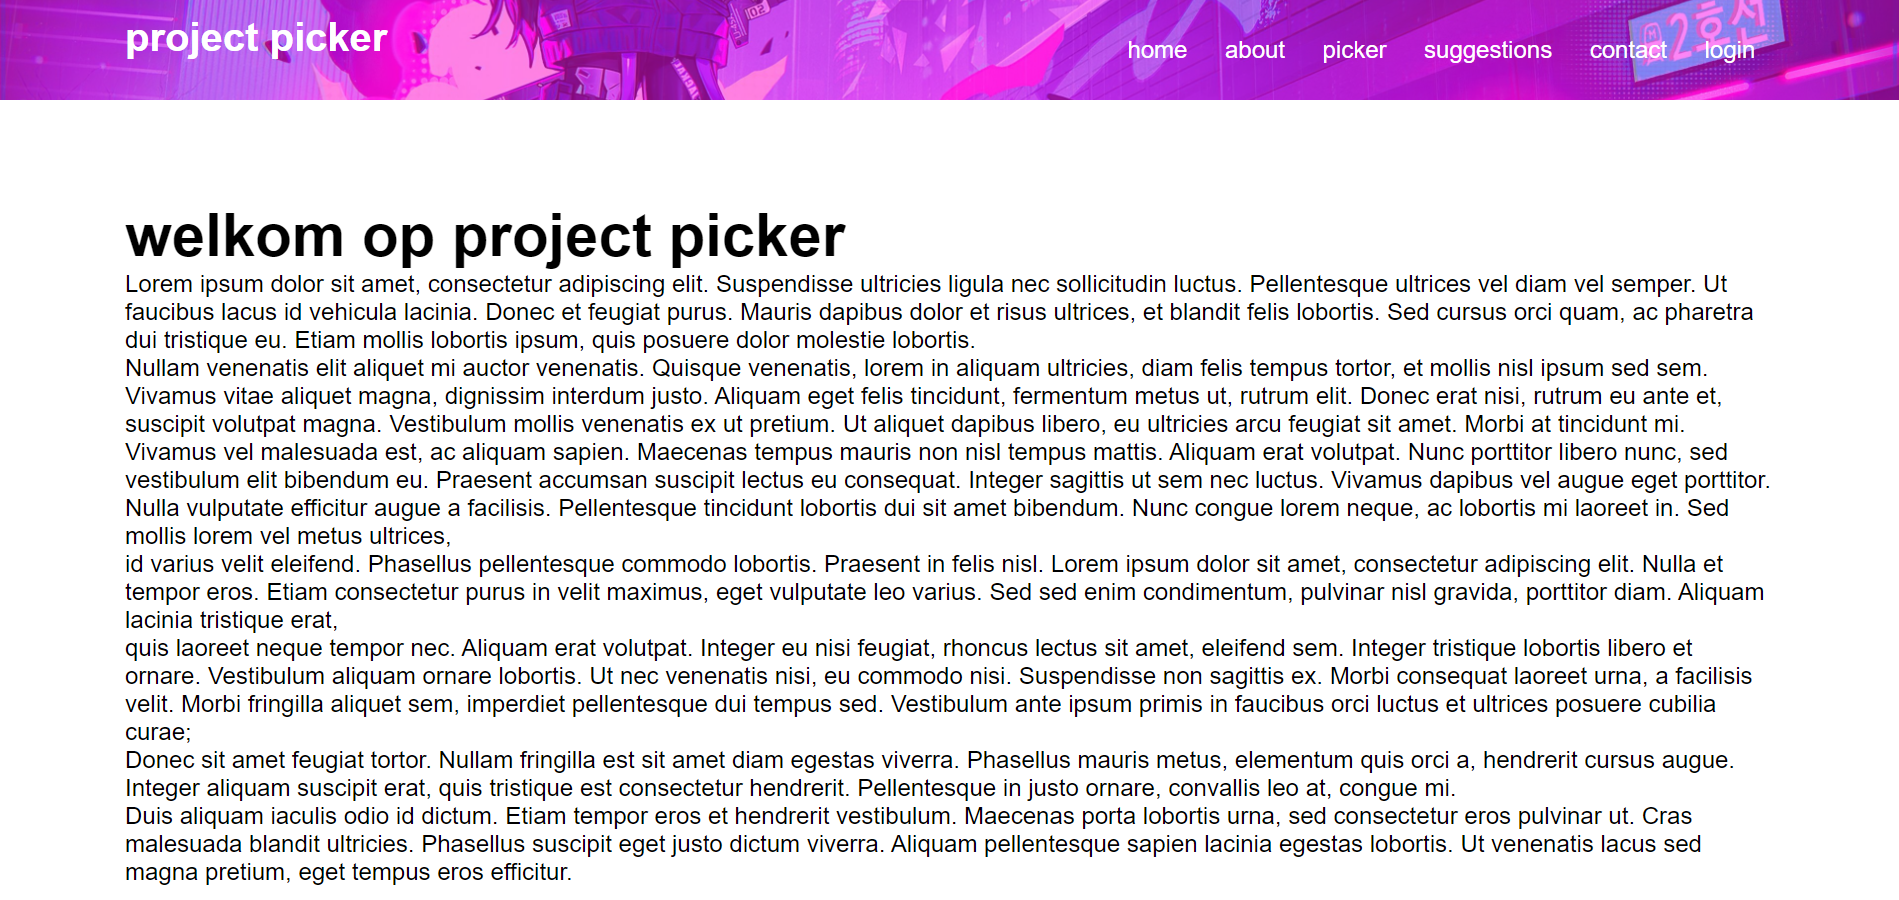 project picker
home about picker suggestions contact login
2호선
welkom op project picker
Lorem ipsum dolor sit amet, consectetur adipiscing elit. Suspendisse ultricies ligula nec sollicitudin luctus. Pellentesque ultrices vel diam vel semper. Ut
faucibus lacus id vehicula lacinia. Donec et feugiat purus. Mauris dapibus dolor et risus ultrices, et blandit felis lobortis. Sed cursus orci quam, ac pharetra
dui tristique eu. Etiam mollis lobortis ipsum, quis posuere dolor molestie lobortis.
Nullam venenatis elit aliquet mi auctor venenatis. Quisque venenatis, lorem in aliquam ultricies, diam felis tempus tortor, et mollis nisl ipsum sed sem.
Vivamus vitae aliquet magna, dignissim interdum justo. Aliquam eget felis tincidunt, fermentum metus ut, rutrum elit. Donec erat nisi, rutrum eu ante et,
suscipit volutpat magna. Vestibulum mollis venenatis ex ut pretium. Ut aliquet dapibus libero, eu ultricies arcu feugiat sit amet. Morbi at tincidunt mi.
Vivamus vel malesuada est, ac aliquam sapien. Maecenas tempus mauris non nisl tempus mattis. Aliquam erat volutpat. Nunc porttitor libero nunc, sed
vestibulum elit bibendum eu. Praesent accumsan suscipit lectus eu consequat. Integer sagittis ut sem nec luctus. Vivamus dapibus vel augue eget porttitor.
Nulla vulputate efficitur augue a facilisis. Pellentesque tincidunt lobortis dui sit amet bibendum. Nunc congue lorem neque, ac lobortis mi laoreet in. Sed
mollis lorem vel metus ultrices,
id varius velit eleifend. Phasellus pellentesque commodo lobortis. Praesent in felis nisl. Lorem ipsum dolor sit amet, consectetur adipiscing elit. Nulla et
tempor eros. Etiam consectetur purus in velit maximus, eget vulputate leo varius. Sed sed enim condimentum, pulvinar nisl gravida, porttitor diam. Aliquam
lacinia tristique erat,
quis laoreet neque tempor nec. Aliquam erat volutpat. Integer eu nisi feugiat, rhoncus lectus sit amet, eleifend sem. Integer tristique lobortis libero et
ornare. Vestibulum aliquam ornare lobortis. Ut nec venenatis nisi, eu commodo nisi. Suspendisse non sagittis ex. Morbi consequat laoreet urna, a facilisis
velit. Morbi fringilla aliquet sem, imperdiet pellentesque dui tempus sed. Vestibulum ante ipsum primis in faucibus orci luctus et ultrices posuere cubilia
curae;
Donec sit amet feugiat tortor. Nullam fringilla est sit amet diam egestas viverra. Phasellus mauris metus, elementum quis orci a, hendrerit cursus augue.
Integer aliquam suscipit erat, quis tristique est consectetur hendrerit. Pellentesque in justo ornare, convallis leo at, congue mi.
Duis aliquam iaculis odio id dictum. Etiam tempor eros et hendrerit vestibulum. Maecenas porta lobortis urna, sed consectetur eros pulvinar ut. Cras
malesuada blandit ultricies. Phasellus suscipit eget justo dictum viverra. Aliquam pellentesque sapien lacinia egestas lobortis. Ut venenatis lacus sed
magna pretium, eget tempus eros efficitur.